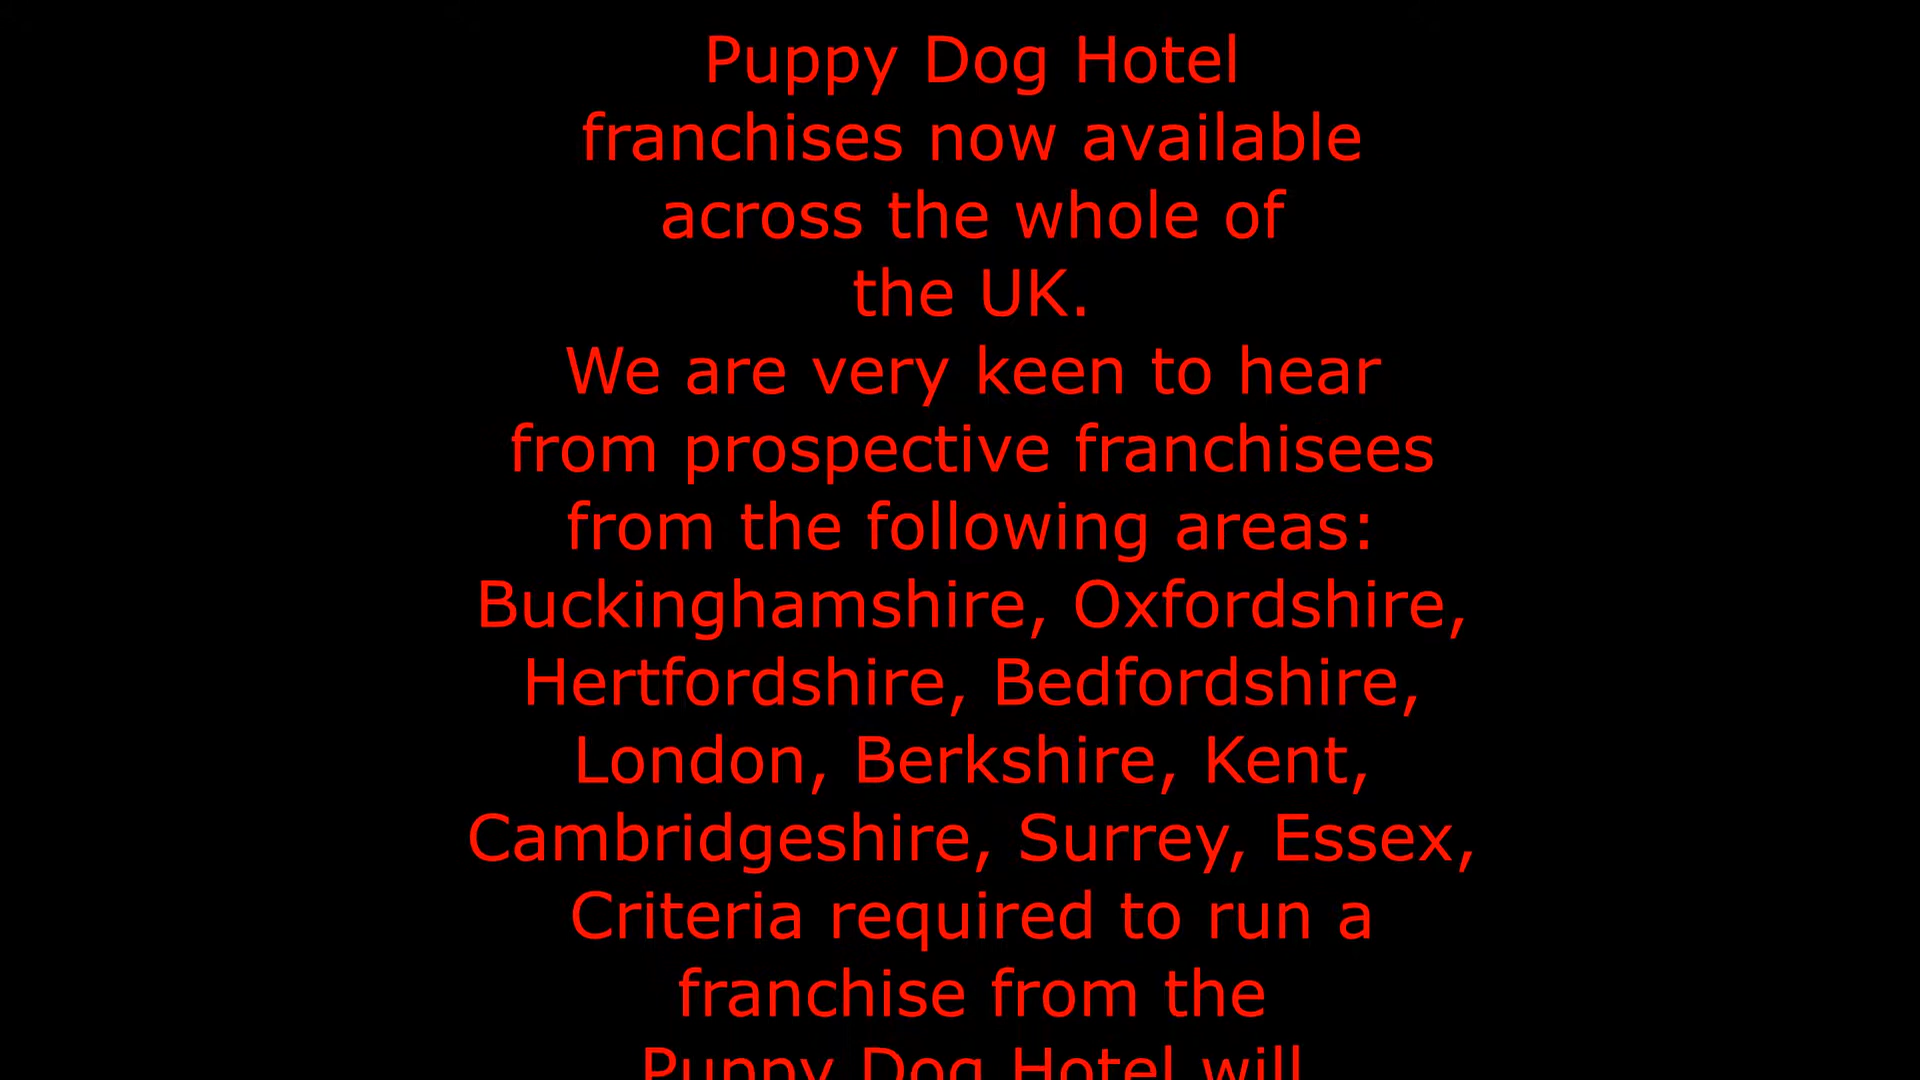 Puppy Dog Hotel
franchises now available
across the whole of
the UK.
We are very keen to hear
from prospective franchisees
from the following areas:
Buckinghamshire, Oxfordshire,
Hertfordshire, Bedfordshire,
London, Berkshire, Kent,
Cambridgeshire, Surrey, Essex,
Criteria required to run a
franchise from the
Puppy Dog Hotel will